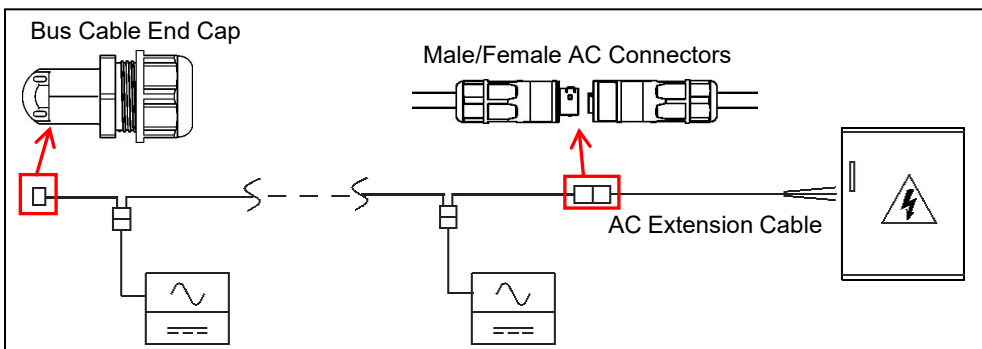 Bus Cable End Cap
Male/Female AC Connectors
AC Extension Cable